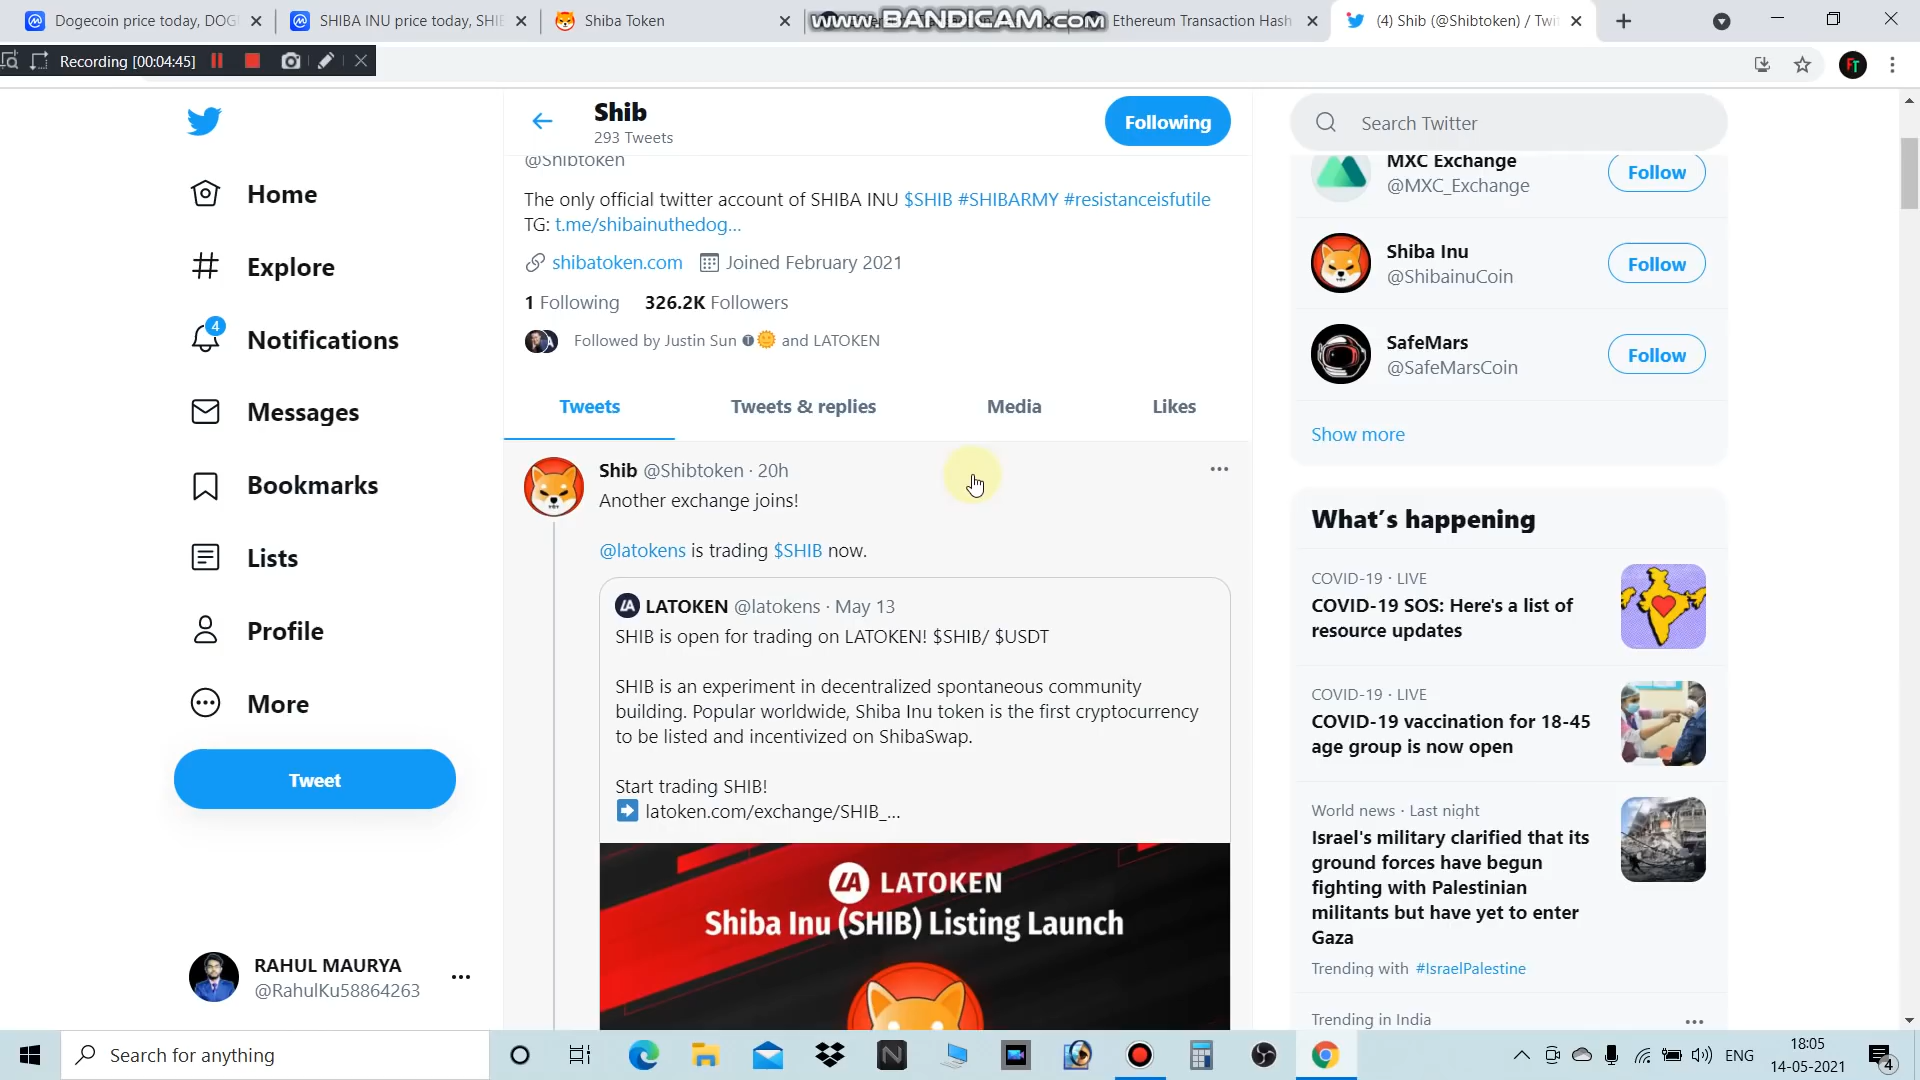 Dogecoin price today, DOG
SHIBA INU price today, SHIB
Shiba Token
WWW.BANDICAM.COM
Ethereum Transaction Hash
(4) Shib (@Shibtoken) / Twi
Recording [00:04:45]
FT
Shib
293 Tweets
Following
@Shibtoken
The only official twitter account of SHIBA INU $SHIB #SHIBARMY #resistanceisfutile
TG: t.me/shibainuthedog...
shibatoken.com Joined February 2021
1 Following 326.2K Followers
Followed by Justin Sun and LATOKEN
Tweets
Tweets & replies
Media
Likes
Shib @Shibtoken · 20h
Another exchange joins!
@latokens is trading $SHIB now.
LATOKEN @latokens · May 13
SHIB is open for trading on LATOKEN! $SHIB/ $USDT
SHIB is an experiment in decentralized spontaneous community
building. Popular worldwide, Shiba Inu token is the first cryptocurrency
to be listed and incentivized on ShibaSwap.
Start trading SHIB!
latoken.com/exchange/SHIB_...
LATOKEN
Shiba Inu (SHIB) Listing Launch
Home
Explore
4
Notifications
Messages
Bookmarks
Lists
Profile
More
Tweet
RAHUL MAURYA
@RahulKu58864263
Search Twitter
MXC Exchange
@MXC_Exchange
Follow
Shiba Inu
@ShibainuCoin
Follow
SafeMars
@SafeMarsCoin
Follow
Show more
What's happening
COVID-19 · LIVE
COVID-19 SOS: Here's a list of
resource updates
COVID-19 · LIVE
COVID-19 vaccination for 18-45
age group is now open
World news · Last night
Israel's military clarified that its
ground forces have begun
fighting with Palestinian
militants but have yet to enter
Gaza
Trending with #IsraelPalestine
Trending in India
Search for anything
ENG
18:05
14-05-2021
4